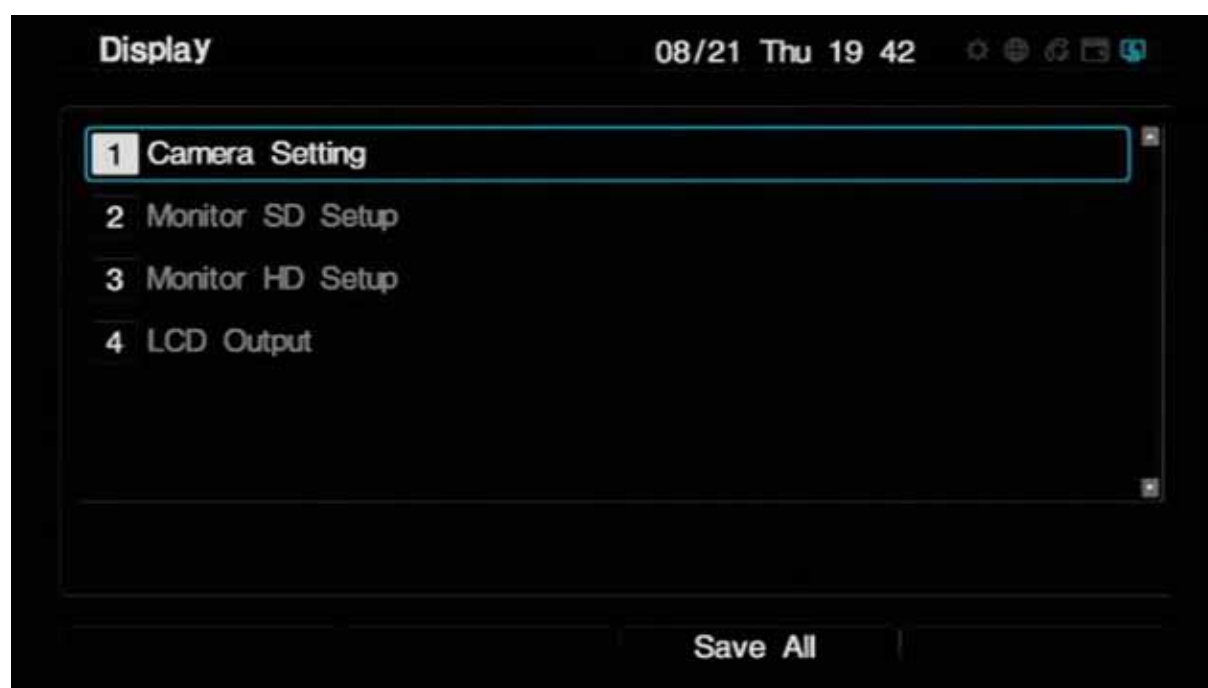 Display 08/21 Thu 19 42
1 Camera Setting
2 Monitor SD Setup
3 Monitor HD Setup
4 LCD Output
Save All